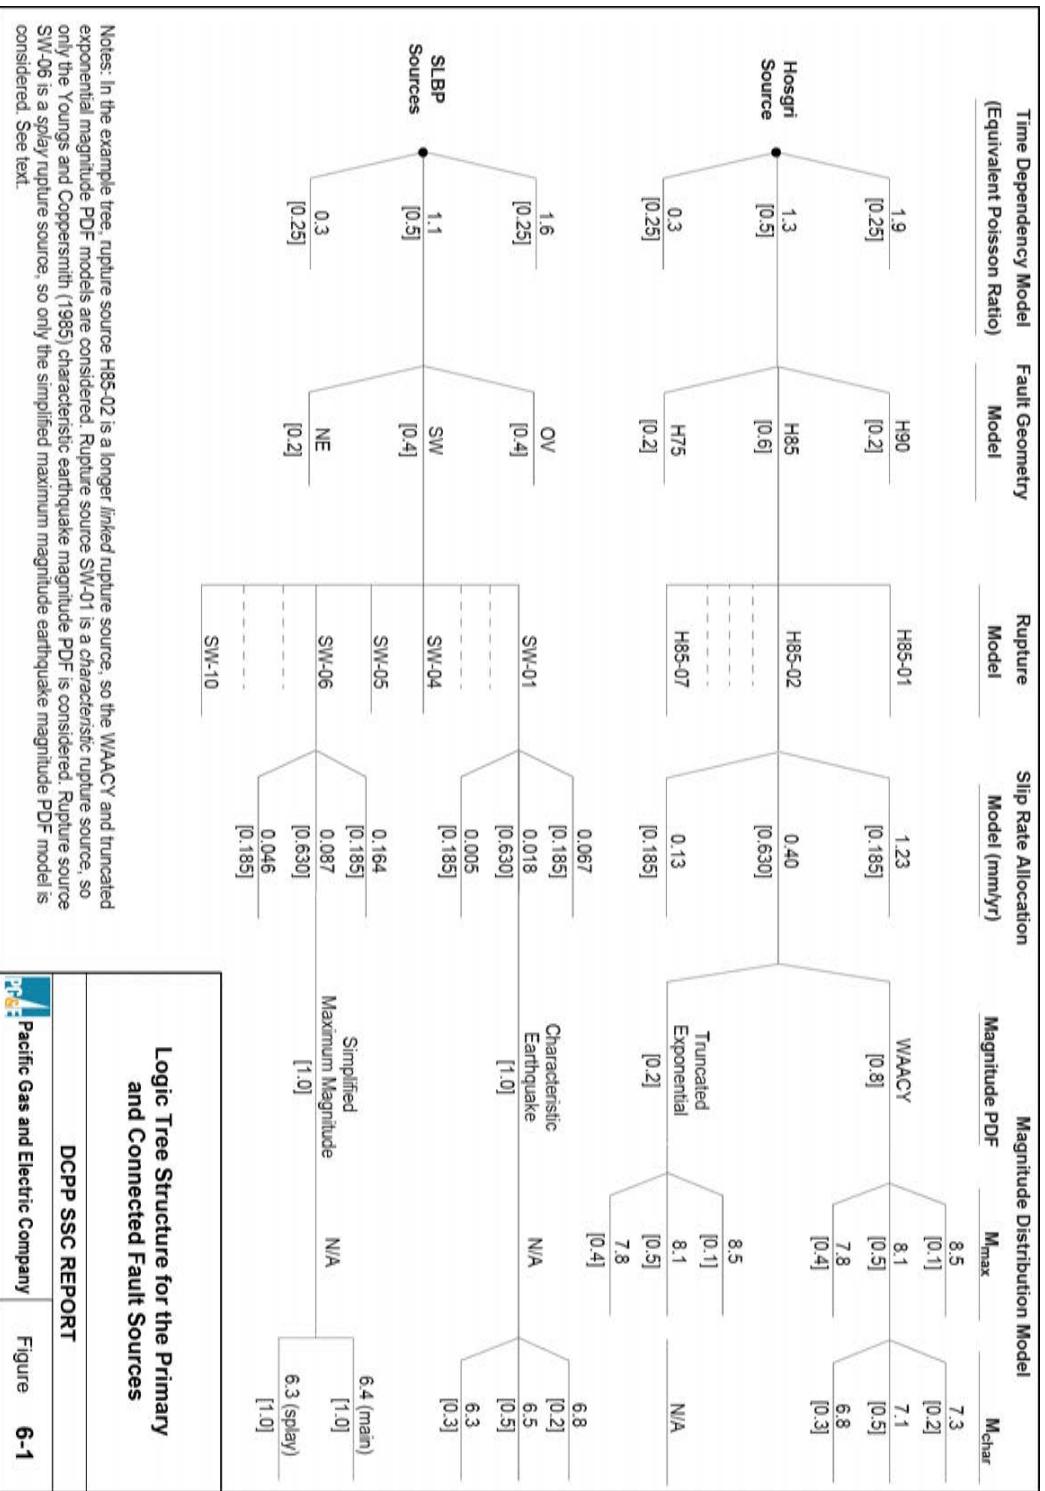 Time Dependency Model
(Equivalent Poisson Ratio)
Fault Geometry
Model
Rupture
Model
Slip Rate Allocation
Model (mm/yr)
Magnitude Distribution Model
Magnitude PDF
Mmax
Mchar
Hosgri
Source
1.9
[0.25]
1.3
[0.5]
0.3
[0.25]
H90
[0.2]
H85
[0.6]
H75
[0.2]
H85-01
H85-02
H85-07
1.23
[0.185]
0.40
[0.630]
0.13
[0.185]
WAACY
[0.8]
Truncated
Exponential
[0.2]
8.5
[0.1]
8.1
[0.5]
7.8
[0.4]
8.5
[0.1]
8.1
[0.5]
7.8
[0.4]
7.3
[0.2]
7.1
[0.5]
6.8
[0.3]
N/A
SLBP
Sources
1.6
[0.25]
1.1
[0.5]
0.3
[0.25]
OV
[0.4]
SW
[0.4]
NE
[0.2]
SW-01
SW-04
SW-05
SW-06
SW-10
0.067
[0.185]
0.018
[0.630]
0.005
[0.185]
0.164
[0.185]
0.087
[0.630]
0.046
[0.185]
Characteristic
Earthquake
[1.0]
Simplified
Maximum Magnitude
[1.0]
N/A
N/A
6.8
[0.2]
6.5
[0.5]
6.3
[0.3]
6.4 (main)
[1.0]
6.3 (splay)
[1.0]
Notes: In the example tree, rupture source H85-02 is a longer linked rupture source, so the WAACY and truncated
exponential magnitude PDF models are considered. Rupture source SW-01 is a characteristic rupture source, so
only the Youngs and Coppersmith (1985) characteristic earthquake magnitude PDF is considered. Rupture source
SW-06 is a splay rupture source, so only the simplified maximum magnitude earthquake magnitude PDF model is
considered. See text.
Logic Tree Structure for the Primary
and Connected Fault Sources
DCPP SSC REPORT
PG&E Pacific Gas and Electric Company
Figure 6-1